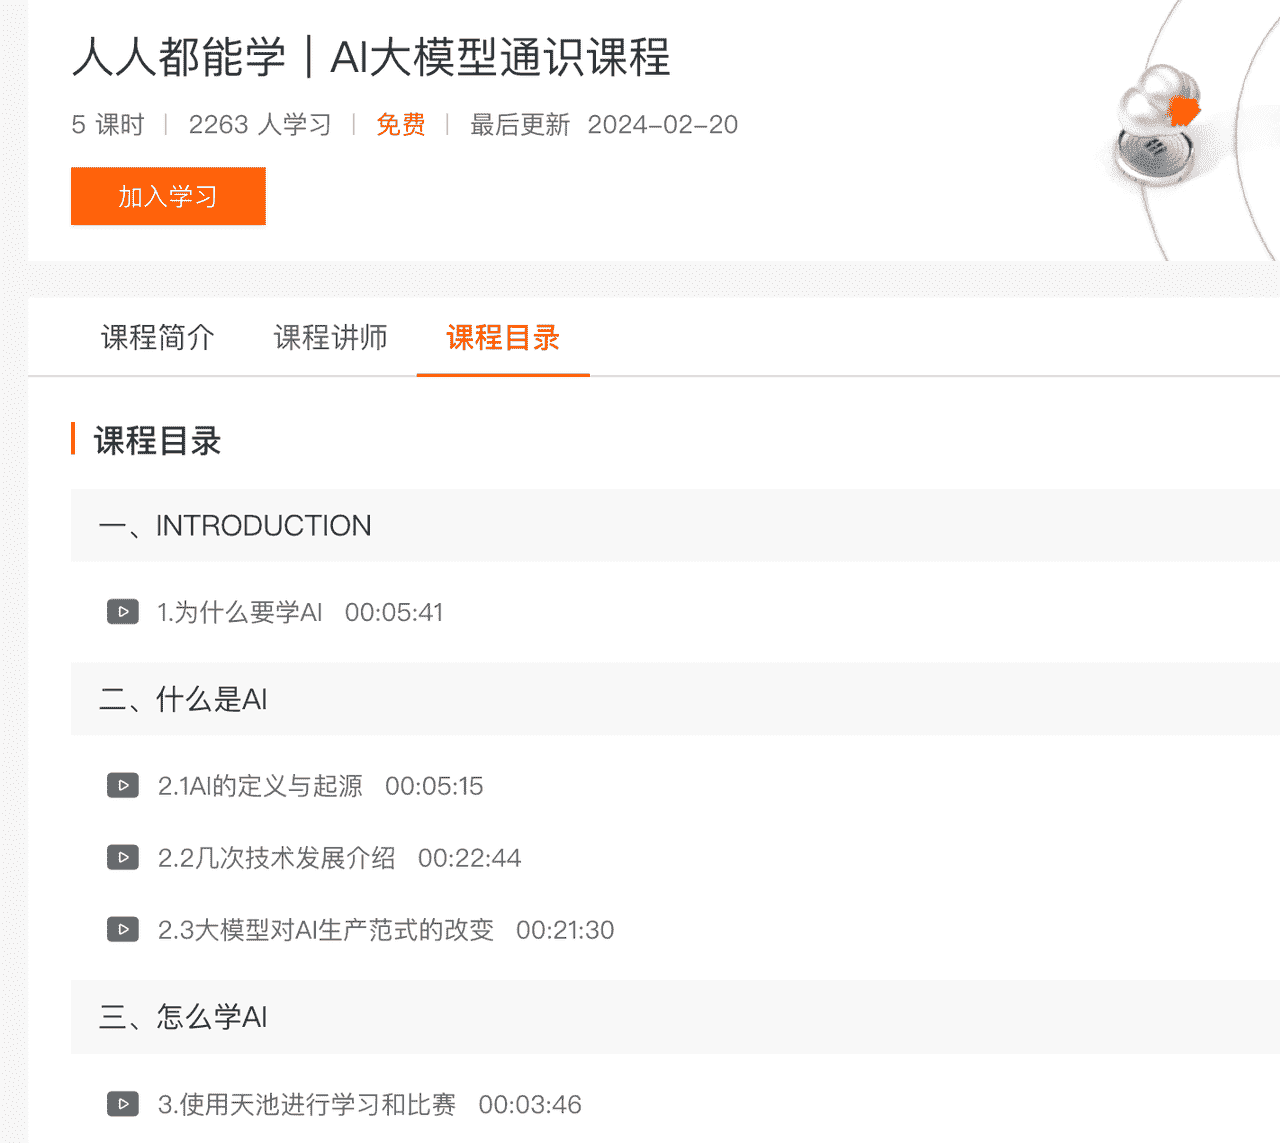 人人都能学｜AI大模型通识课程
5 课时 | 2263 人学习 | 免费 | 最后更新 2024-02-20
加入学习
课程简介 课程讲师 课程目录
课程目录
一、INTRODUCTION
1.为什么要学AI 00:05:41
二、什么是AI
2.1AI的定义与起源 00:05:15
2.2几次技术发展介绍 00:22:44
2.3大模型对AI生产范式的改变 00:21:30
三、怎么学AI
3.使用天池进行学习和比赛 00:03:46